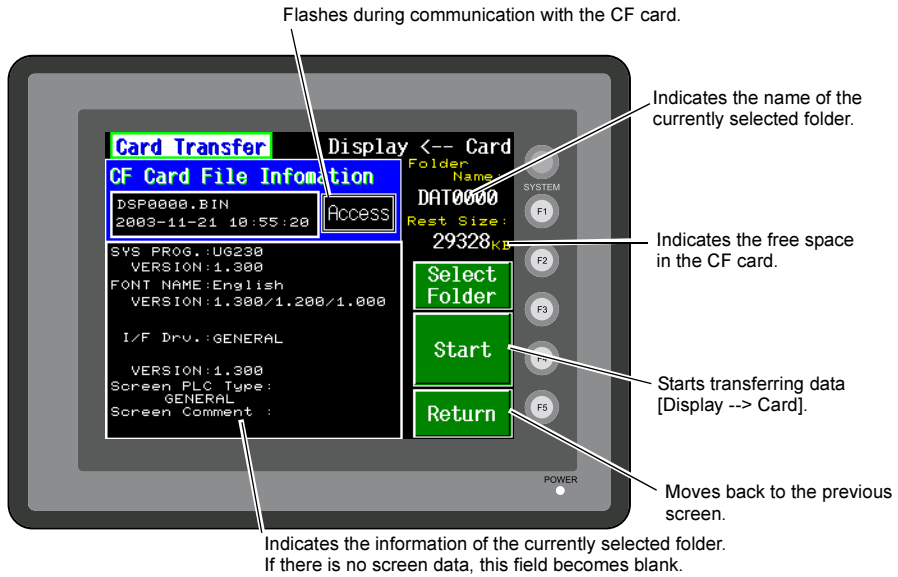 Flashes during communication with the CF card.
Indicates the name of the
currently selected folder.
Card Transfer
Display <-- Card
CF Card File Infomation
Folder
Name:
DSP0000.BIN
2003-11-21 10:55:20
Access
DAT0000
Rest Size:
29328KB
SYSTEM
F1
Indicates the free space
in the CF card.
SYS PROG.:UG230
VERSION:1.300
FONT NAME:English
VERSION:1.300/1.200/1.000
I/F Drv.:GENERAL
VERSION:1.300
Screen PLC Type:
GENERAL
Screen Comment :
Select
Folder
F2
F3
Start
F4
Starts transferring data
[Display --> Card].
Return
F5
POWER
Moves back to the previous
screen.
Indicates the information of the currently selected folder.
If there is no screen data, this field becomes blank.